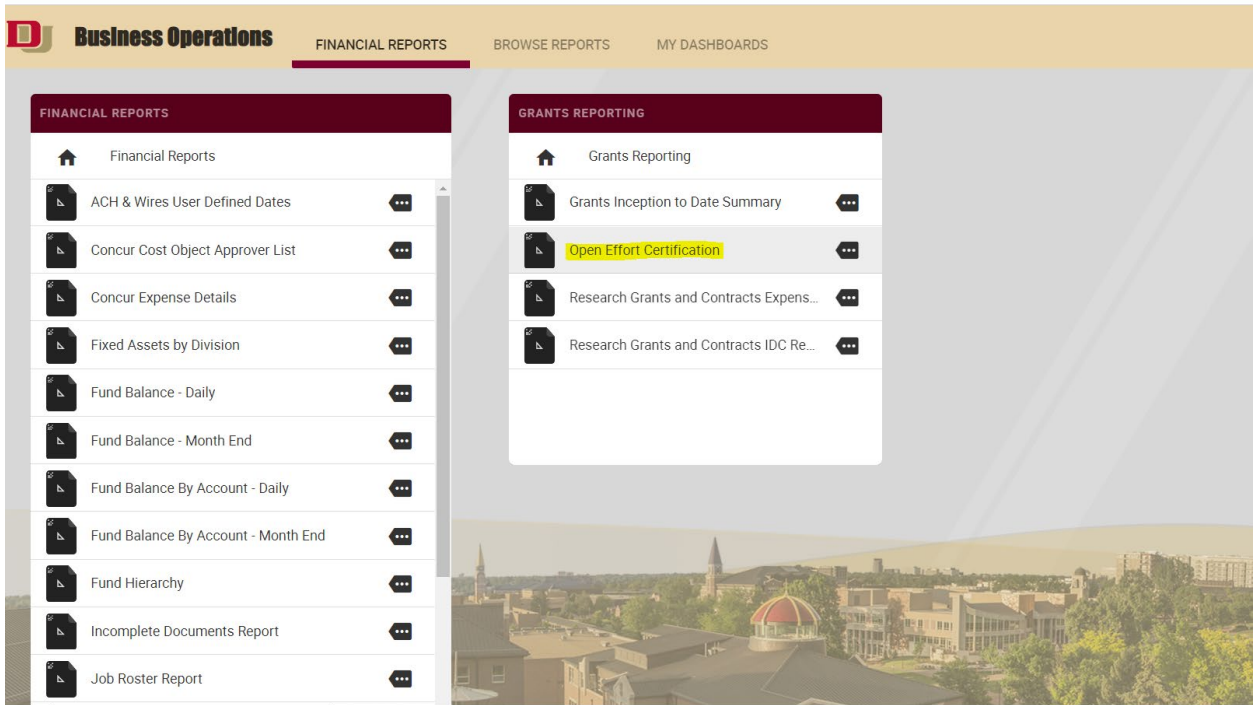 DU Business Operations FINANCIAL REPORTS BROWSE REPORTS MY DASHBOARDS
FINANCIAL REPORTS
Financial Reports
ACH & Wires User Defined Dates
Concur Cost Object Approver List
Concur Expense Details
Fixed Assets by Division
Fund Balance - Daily
Fund Balance - Month End
Fund Balance By Account - Daily
Fund Balance By Account - Month End
Fund Hierarchy
Incomplete Documents Report
Job Roster Report
GRANTS REPORTING
Grants Reporting
Grants Inception to Date Summary
Open Effort Certification
Research Grants and Contracts Expens...
Research Grants and Contracts IDC Re...